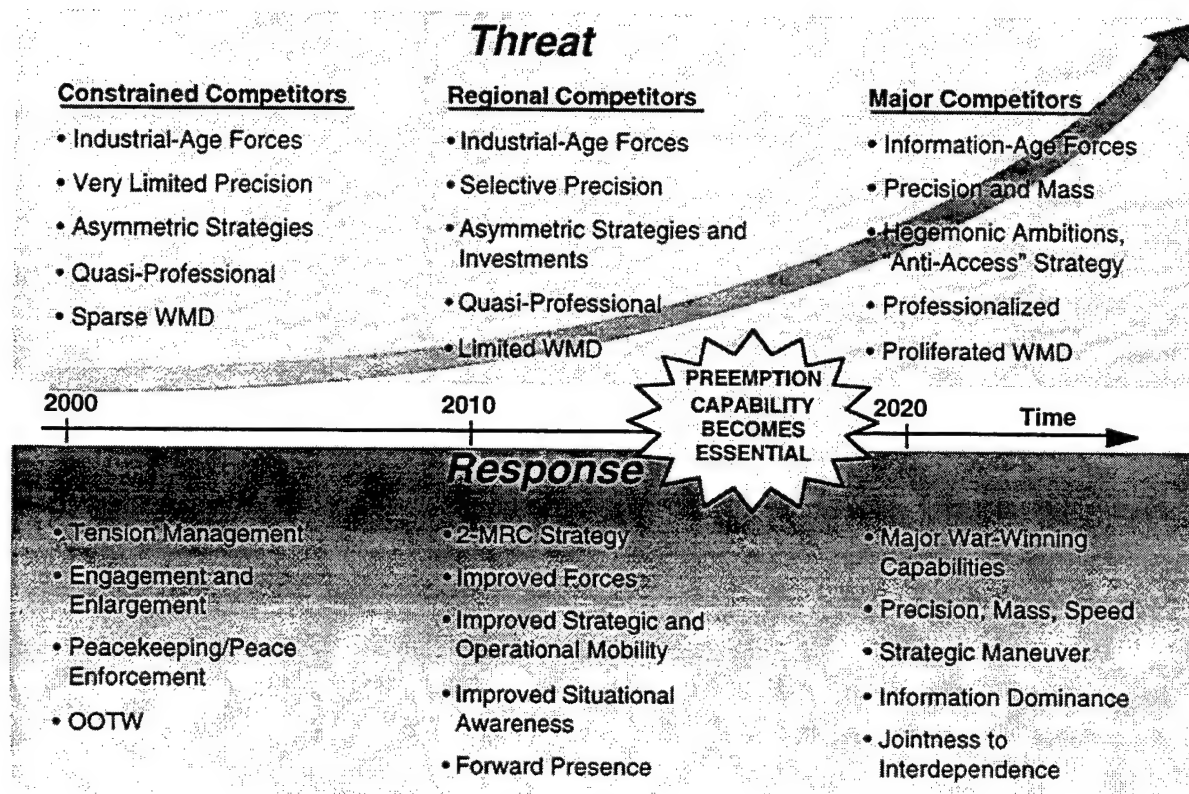 Threat
Constrained Competitors
• Industrial-Age Forces
• Very Limited Precision
• Asymmetric Strategies
• Quasi-Professional
• Sparse WMD
Regional Competitors
• Industrial-Age Forces
• Selective Precision
• Asymmetric Strategies and
Investments
• Quasi-Professional
• Limited WMD
Major Competitors
• Information-Age Forces
• Precision and Mass
• Hegemonic Ambitions,
"Anti-Access" Strategy
• Professionalized
• Proliferated WMD
PREEMPTION
CAPABILITY
BECOMES
ESSENTIAL
2000
2010
2020
Time
Response
• Tension Management
• Engagement and
Enlargement
• Peacekeeping/Peace
Enforcement
• OOTW
• 2-MRC Strategy
• Improved Forces
• Improved Strategic and
Operational Mobility
• Improved Situational
Awareness
• Forward Presence
• Major War-Winning
Capabilities
• Precision, Mass, Speed
• Strategic Maneuver
• Information Dominance
• Jointness to
Interdependence